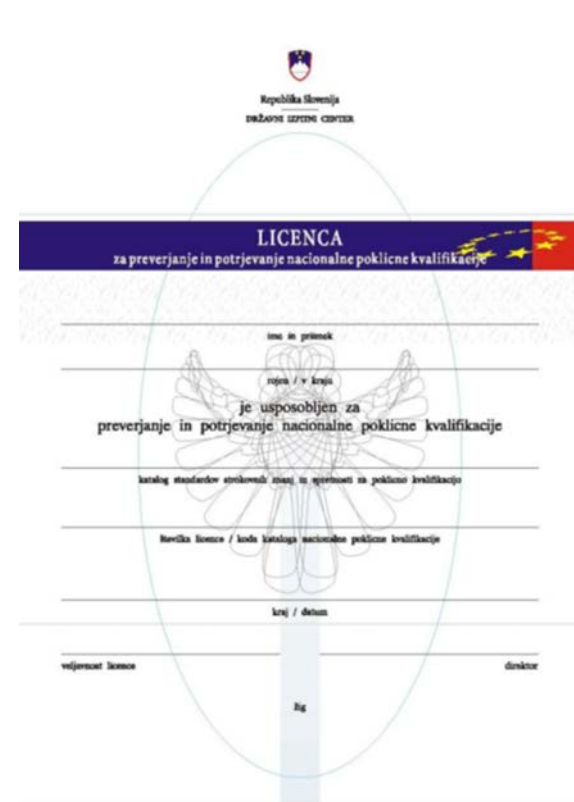 Republika Slovenija
DRŽAVNI IZPITNI CENTER
LICENCA
za preverjanje in potrjevanje nacionalne poklicne kvalifikacije
ime in priimek
rojen / v kraju
je usposobljen za
preverjanje in potrjevanje nacionalne poklicne kvalifikacije
katalog standardov strokovnih znanj in spretnosti za poklicno kvalifikacijo
številka licence / koda kataloga nacionalne poklicne kvalifikacije
kraj / datum
veljavnost licence direktor
žig